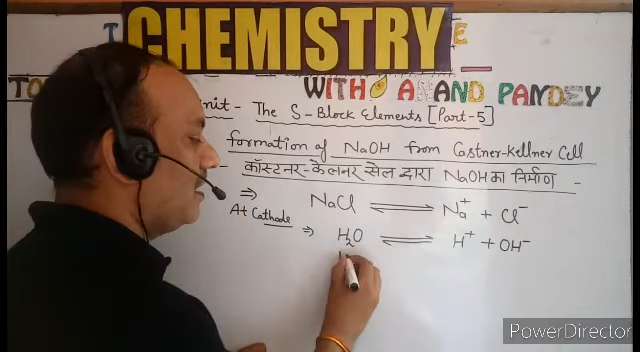 CHEMISTRY
WITH ANAND PANDEY
Unit - The S-Block Elements [Part-5]
formation of NaOH from Castner-Kellner Cell
कॉस्टनर-केलनर सेल द्वारा NaOH का निर्माण -
⇒ NaCl ⇌ Na⁺ + Cl⁻
At Cathode ⇒ H₂O ⇌ H⁺ + OH⁻
PowerDirector